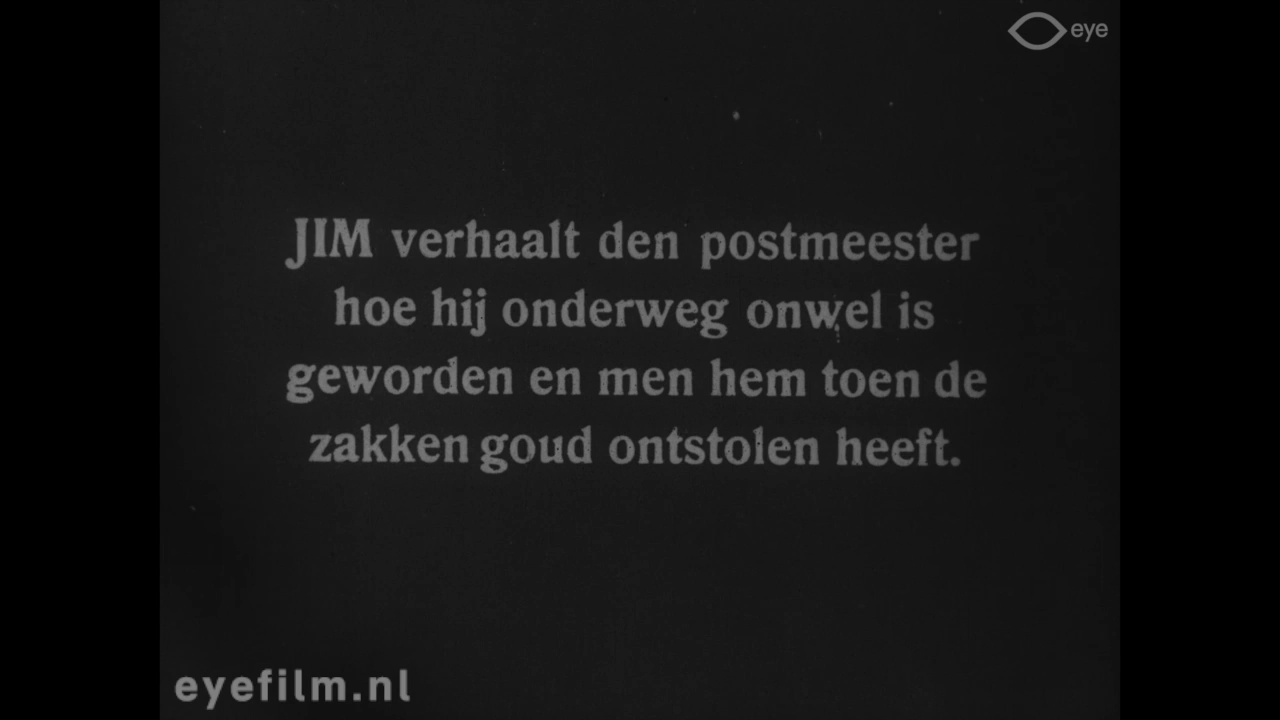 eye
JIM verhaalt den postmeester
hoe hij onderweg onwel is
geworden en men hem toen de
zakken goud ontstolen heeft.
eyefilm.nl